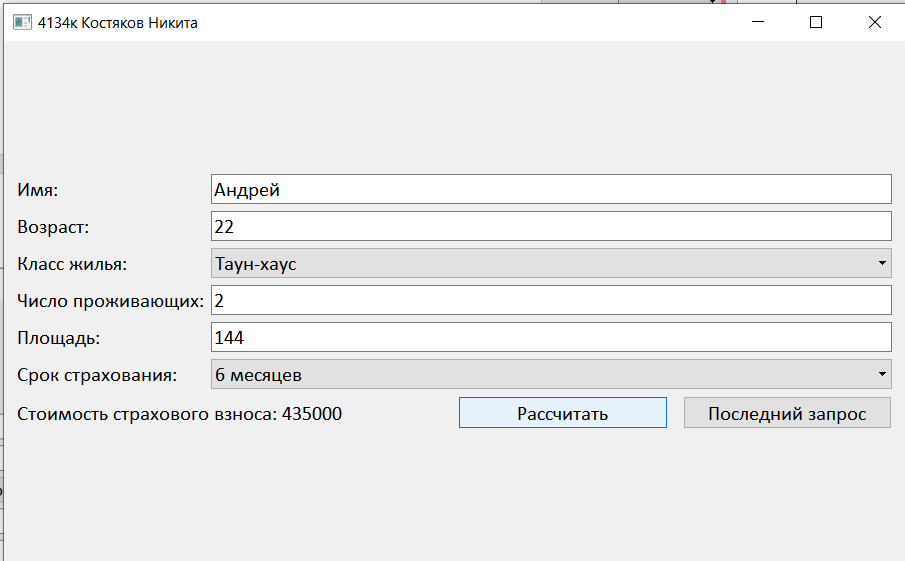 4134к Костяков Никита
Имя: Андрей
Возраст: 22
Класс жилья: Таун-хаус
Число проживающих: 2
Площадь: 144
Срок страхования: 6 месяцев
Стоимость страхового взноса: 435000 Рассчитать Последний запрос